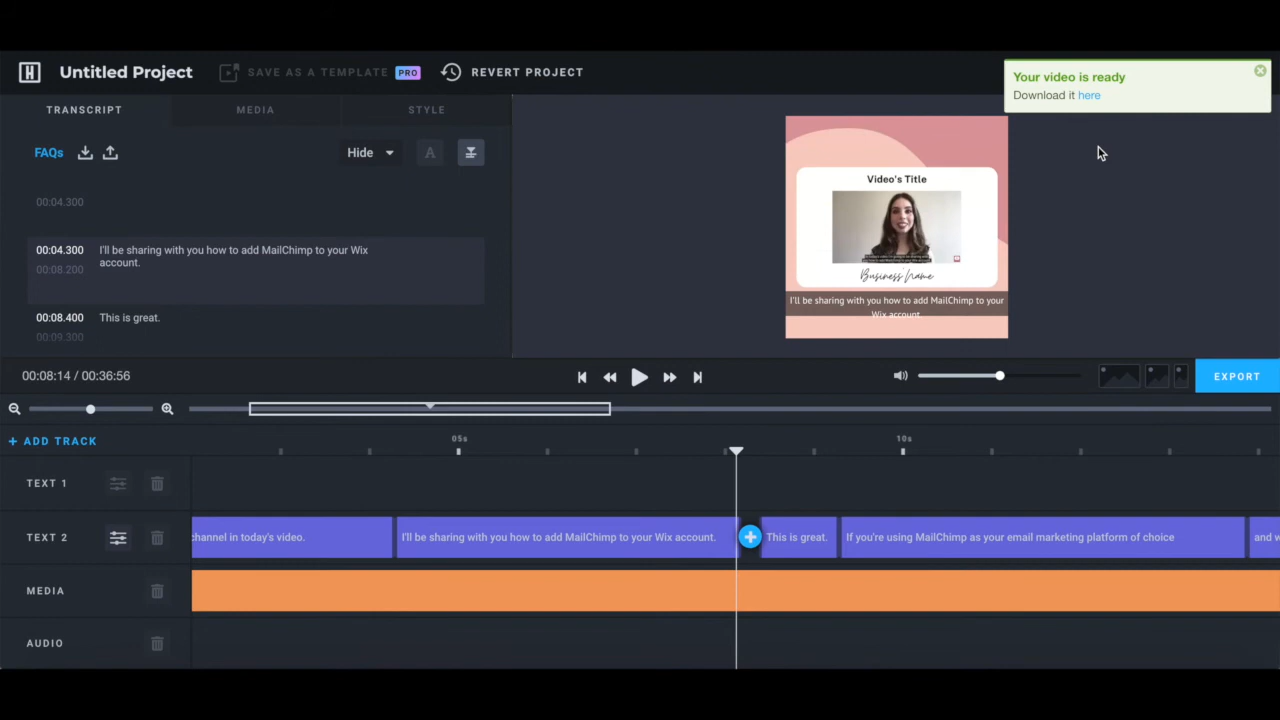 H Untitled Project SAVE AS A TEMPLATE PRO REVERT PROJECT
Your video is ready
Download it here
TRANSCRIPT MEDIA STYLE
FAQs Hide A
00:04.300
00:04.300 I'll be sharing with you how to add MailChimp to your Wix
account.
00:08.200
00:08.400 This is great.
00:09.300
Video's Title
Business Name
I'll be sharing with you how to add MailChimp to your
Wix account.
00:08:14 / 00:36:56
EXPORT
+ ADD TRACK
05s 10s
TEXT 1
TEXT 2 channel in today's video. I'll be sharing with you how to add MailChimp to your Wix account. This is great. If you're using MailChimp as your email marketing platform of choice and w
MEDIA
AUDIO